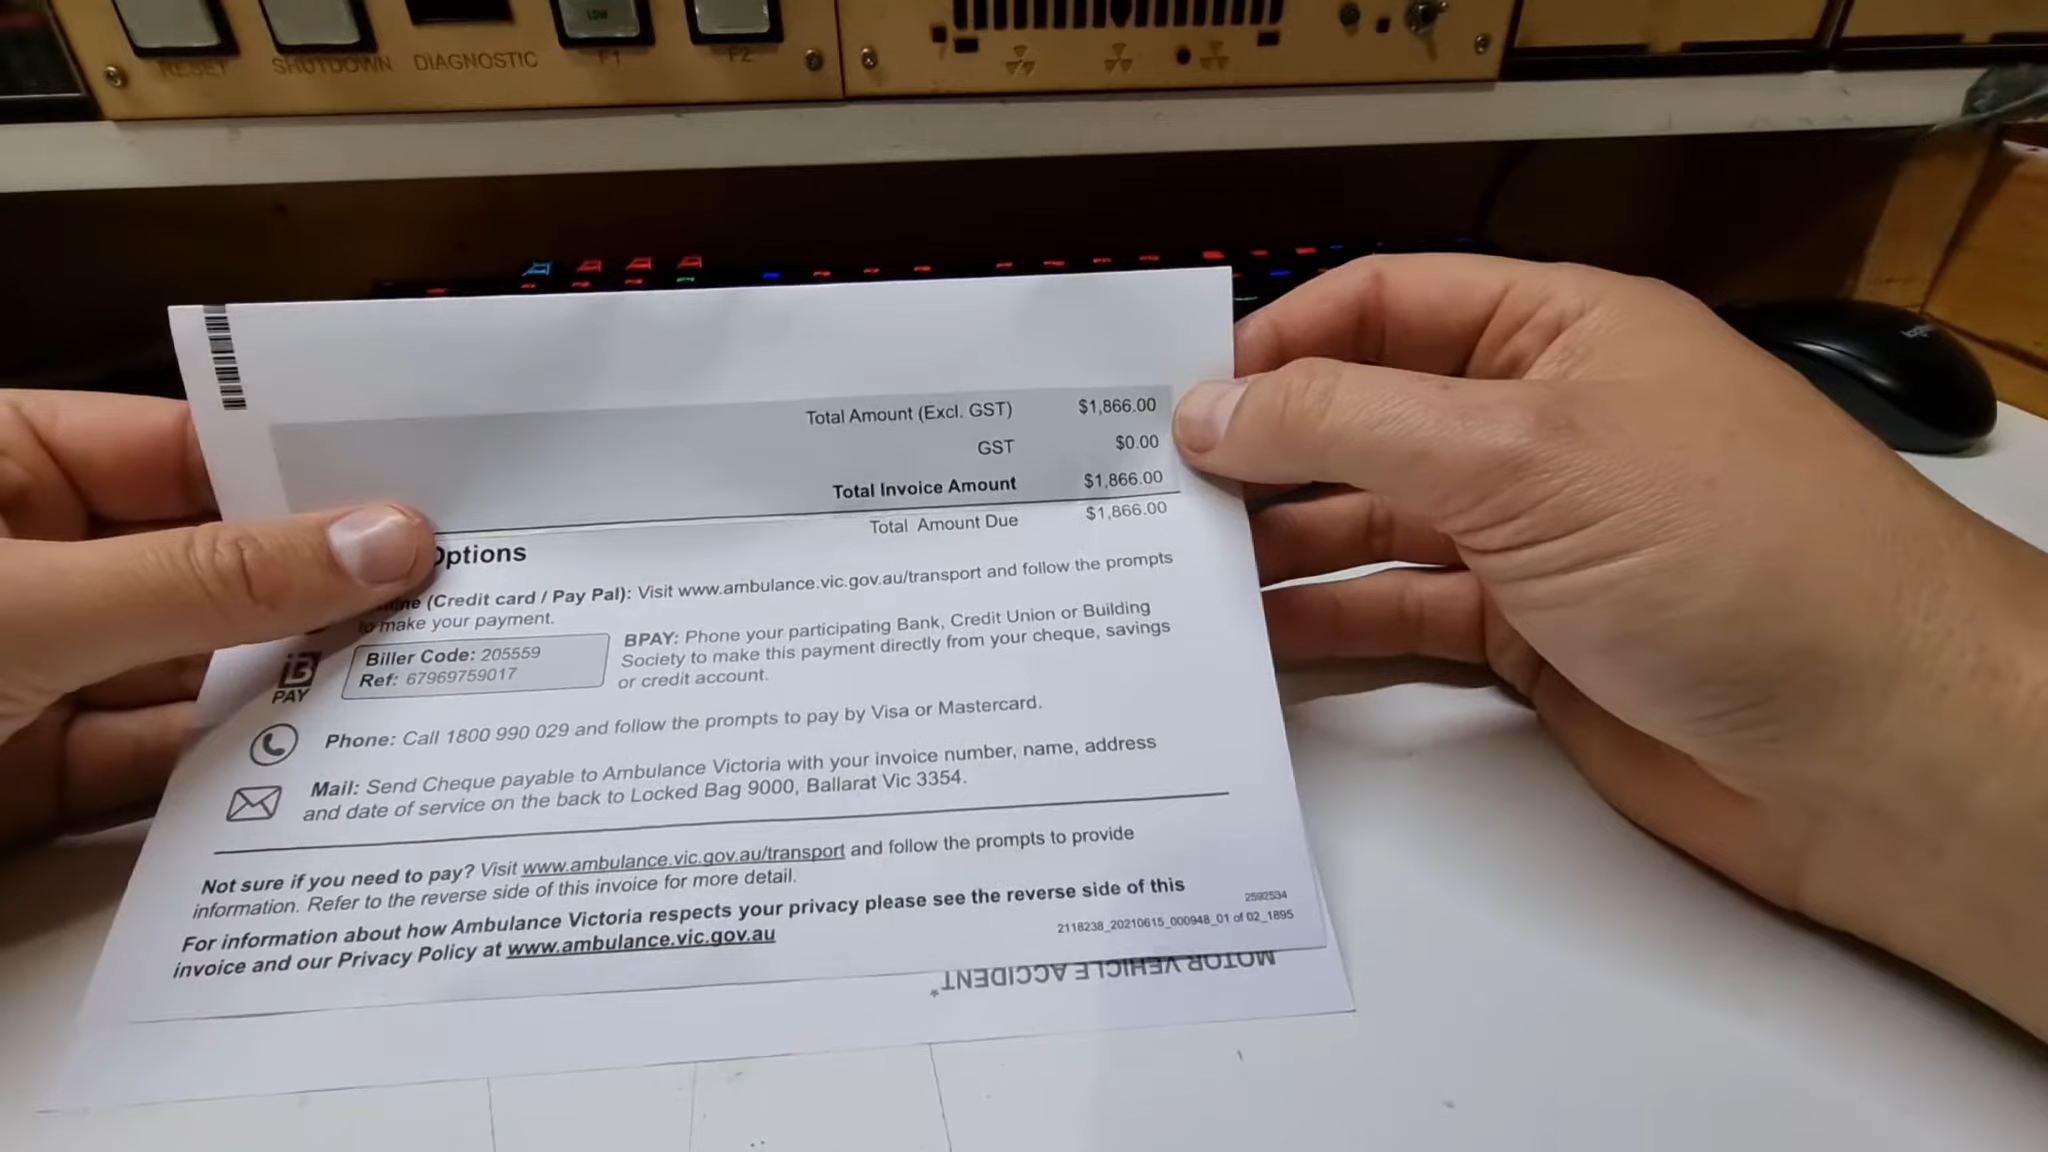 RESET
SHUTDOWN
DIAGNOSTIC
LOW
F1
F2
Total Amount (Excl. GST) $1,866.00
GST $0.00
Total Invoice Amount $1,866.00
Total Amount Due $1,866.00
Options
(Credit card / Pay Pal): Visit www.ambulance.vic.gov.au/transport and follow the prompts
to make your payment.
B
PAY
Biller Code: 205559
Ref: 67969759017
BPAY: Phone your participating Bank, Credit Union or Building
Society to make this payment directly from your cheque, savings
or credit account.
Phone: Call 1800 990 029 and follow the prompts to pay by Visa or Mastercard.
Mail: Send Cheque payable to Ambulance Victoria with your invoice number, name, address
and date of service on the back to Locked Bag 9000, Ballarat Vic 3354.
Not sure if you need to pay? Visit www.ambulance.vic.gov.au/transport and follow the prompts to provide
information. Refer to the reverse side of this invoice for more detail.
For information about how Ambulance Victoria respects your privacy please see the reverse side of this
invoice and our Privacy Policy at www.ambulance.vic.gov.au
2592534
2118238_20210615_000948_01 of 02_1895
MOTOR VEHICLE ACCIDENT*